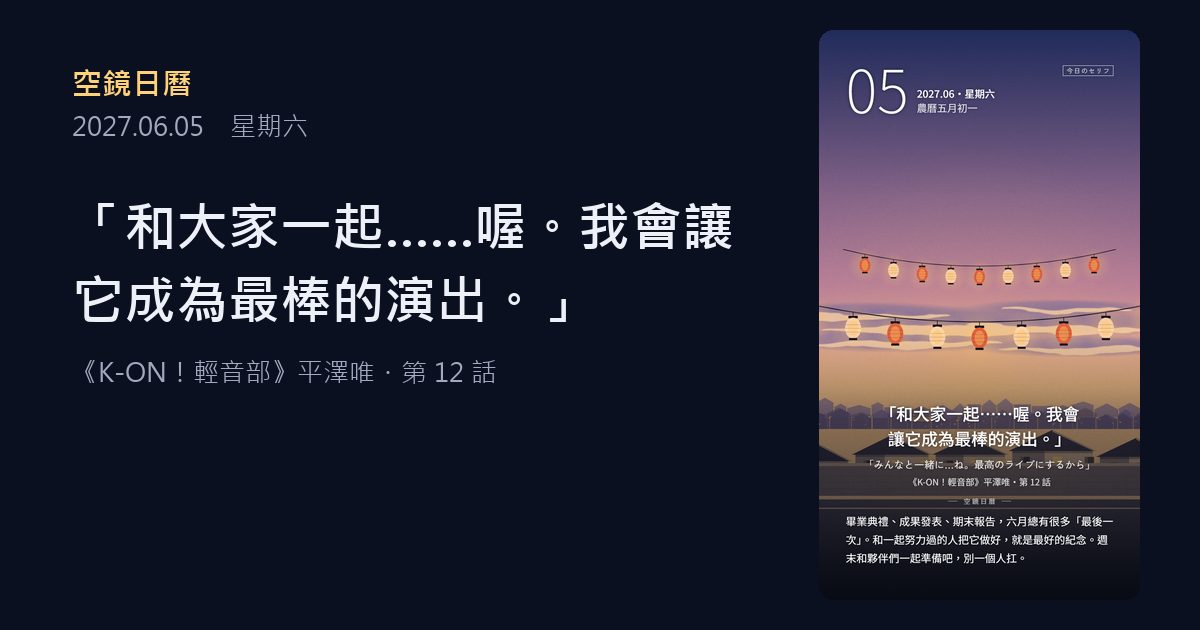 空鏡日曆
2027.06.05 星期六
「和大家一起……喔。我會讓
它成為最棒的演出。」
《K-ON！輕音部》平澤唯・第 12 話
今日のセリフ
05
2027.06・星期六
農曆五月初一
「和大家一起……喔。我會
讓它成為最棒的演出。」
「みんなと一緒に…ね。最高のライブにするから」
《K-ON！輕音部》平澤唯・第 12 話
— 空鏡日曆 —
畢業典禮、成果發表、期末報告，六月總有很多「最後一
次」。和一起努力過的人把它做好，就是最好的紀念。週
末和夥伴們一起準備吧，別一個人扛。